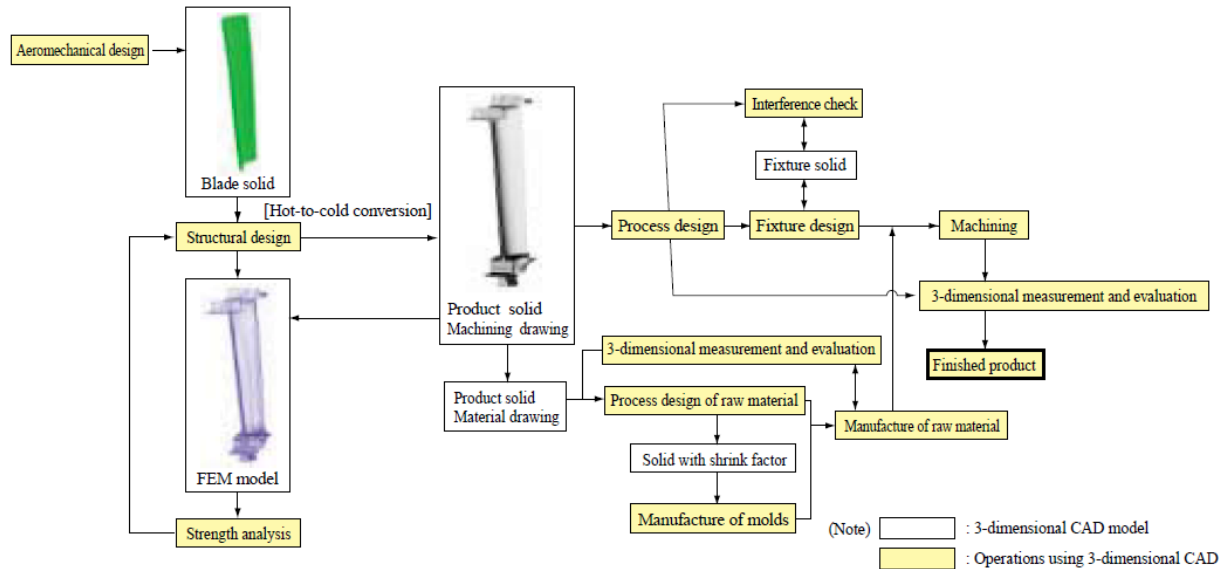 Aeromechanical design
Blade solid
[Hot-to-cold conversion]
Structural design
FEM model
Strength analysis
Product solid
Machining drawing
Product solid
Material drawing
Interference check
Fixture solid
Process design
Fixture design
Machining
3-dimensional measurement and evaluation
Finished product
3-dimensional measurement and evaluation
Process design of raw material
Manufacture of raw material
Solid with shrink factor
Manufacture of molds
(Note) : 3-dimensional CAD model
: Operations using 3-dimensional CAD